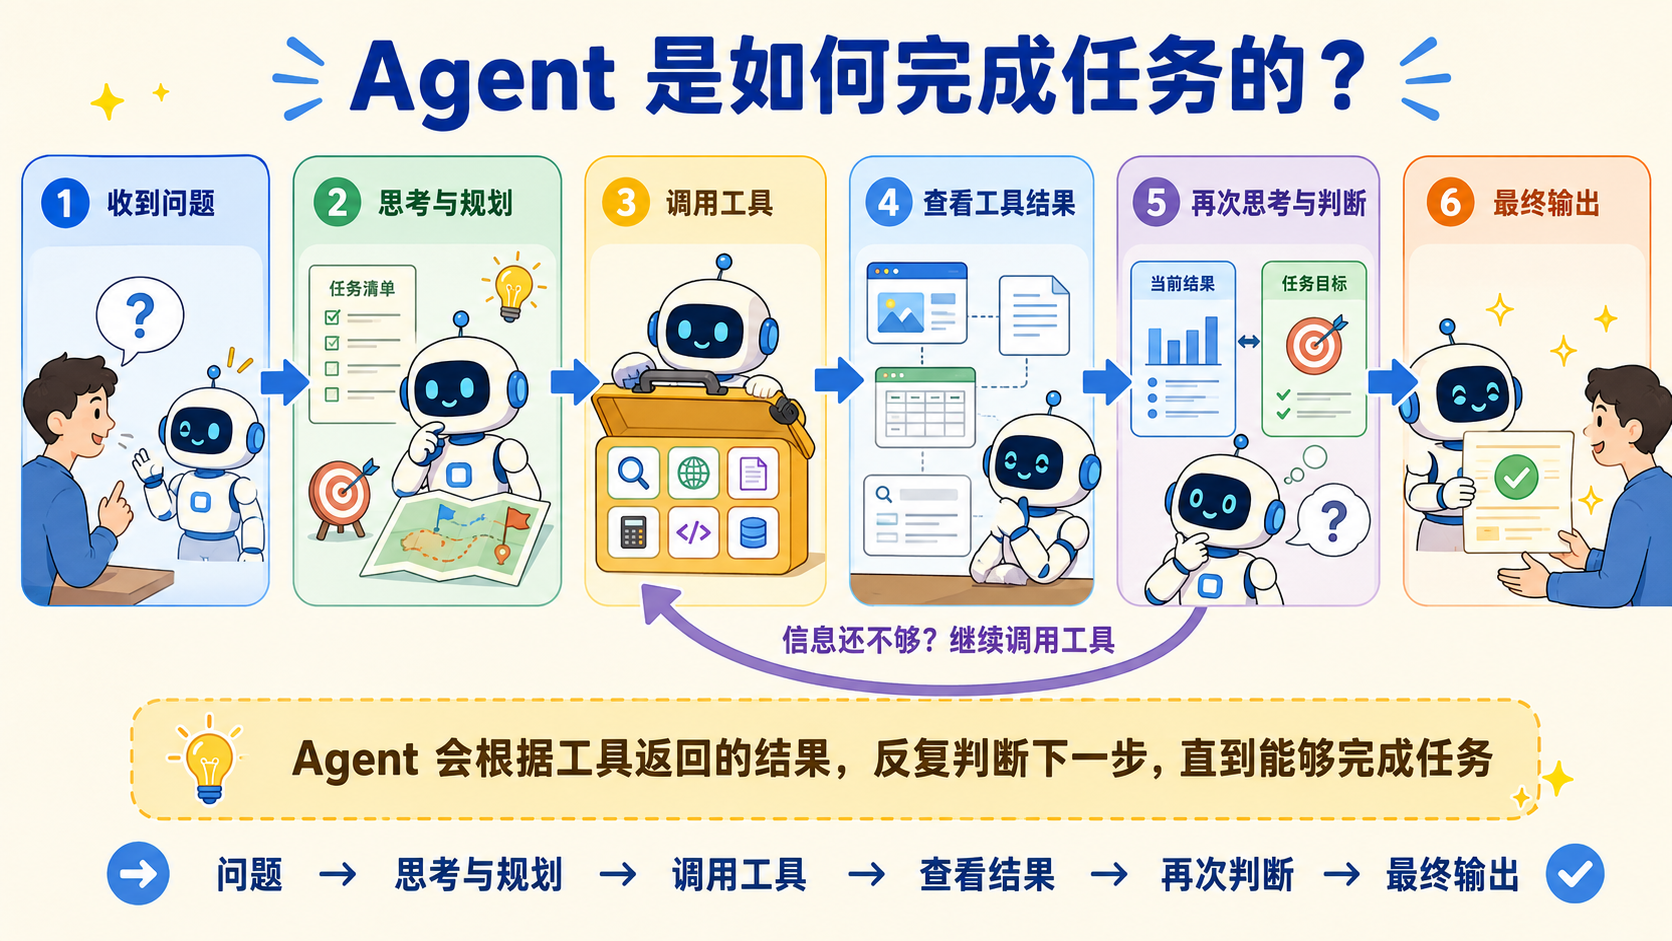 Agent 是如何完成任务的？
1 收到问题
?
2 思考与规划
任务清单
3 调用工具
</>
4 查看工具结果
5 再次思考与判断
当前结果
任务目标
?
6 最终输出
信息还不够？继续调用工具
Agent 会根据工具返回的结果，反复判断下一步，直到能够完成任务
问题 → 思考与规划 → 调用工具 → 查看结果 → 再次判断 → 最终输出